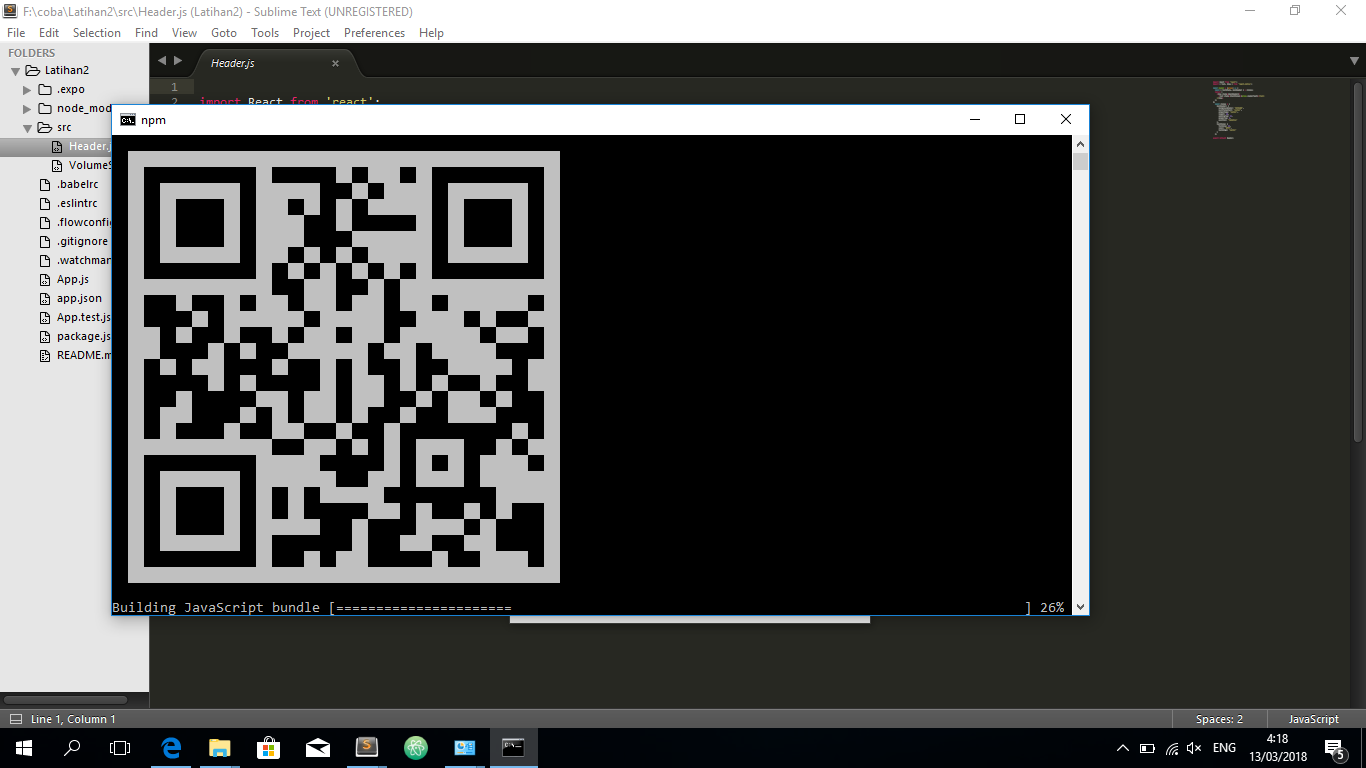 F:\coba\Latihan2\src\Header.js (Latihan2) - Sublime Text (UNREGISTERED)
File Edit Selection Find View Goto Tools Project Preferences Help
FOLDERS
Latihan2
.expo
node_mod
src
Header.j
VolumeS
.babelrc
.eslintrc
.flowconfi
.gitignore
.watchman
App.js
app.json
App.test.js
package.js
README.m
Header.js
1
2 import React from 'react';
npm
Building JavaScript bundle [====================== ] 26%
Line 1, Column 1
Spaces: 2
JavaScript
ENG
4:18
13/03/2018
5